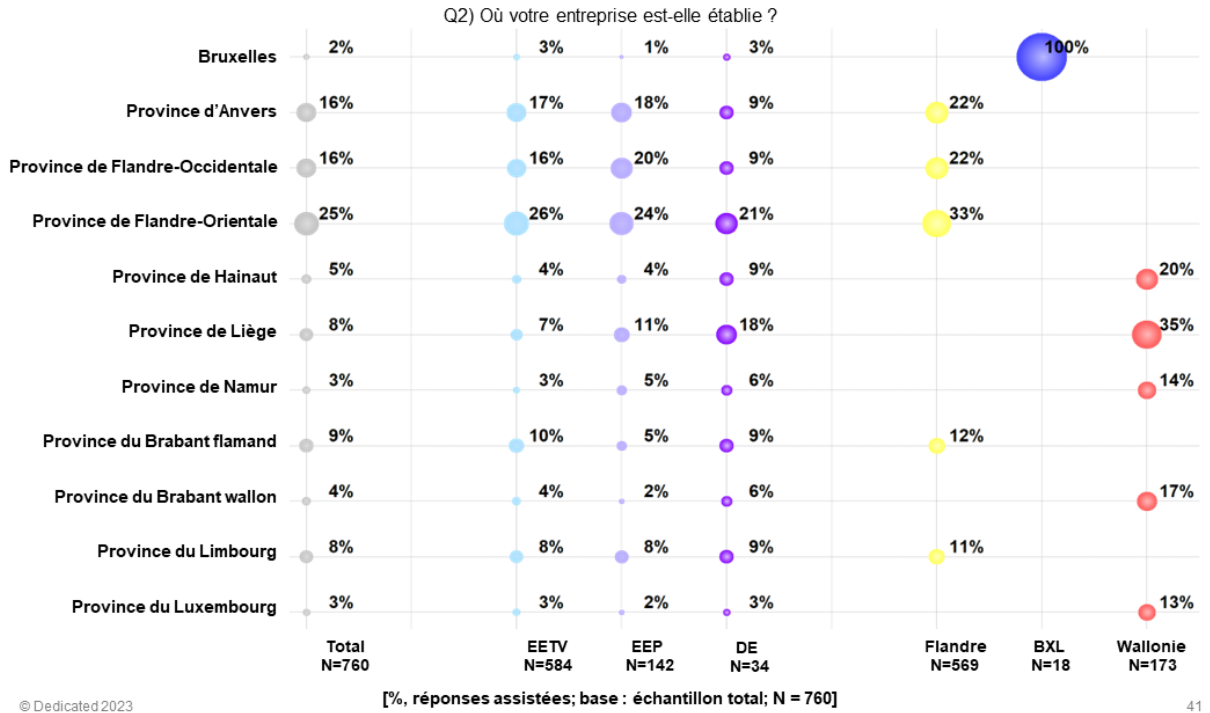 Q2) Où votre entreprise est-elle établie ?
Bruxelles 2% 3% 1% 3% 100%
Province d’Anvers 16% 17% 18% 9% 22%
Province de Flandre-Occidentale 16% 16% 20% 9% 22%
Province de Flandre-Orientale 25% 26% 24% 21% 33%
Province de Hainaut 5% 4% 4% 9% 20%
Province de Liège 8% 7% 11% 18% 35%
Province de Namur 3% 3% 5% 6% 14%
Province du Brabant flamand 9% 10% 5% 9% 12%
Province du Brabant wallon 4% 4% 2% 6% 17%
Province du Limbourg 8% 8% 8% 9% 11%
Province du Luxembourg 3% 3% 2% 3% 13%
Total EETV EEP DE Flandre BXL Wallonie
N=760 N=584 N=142 N=34 N=569 N=18 N=173
[%, réponses assistées; base : échantillon total; N = 760]
© Dedicated 2023 41